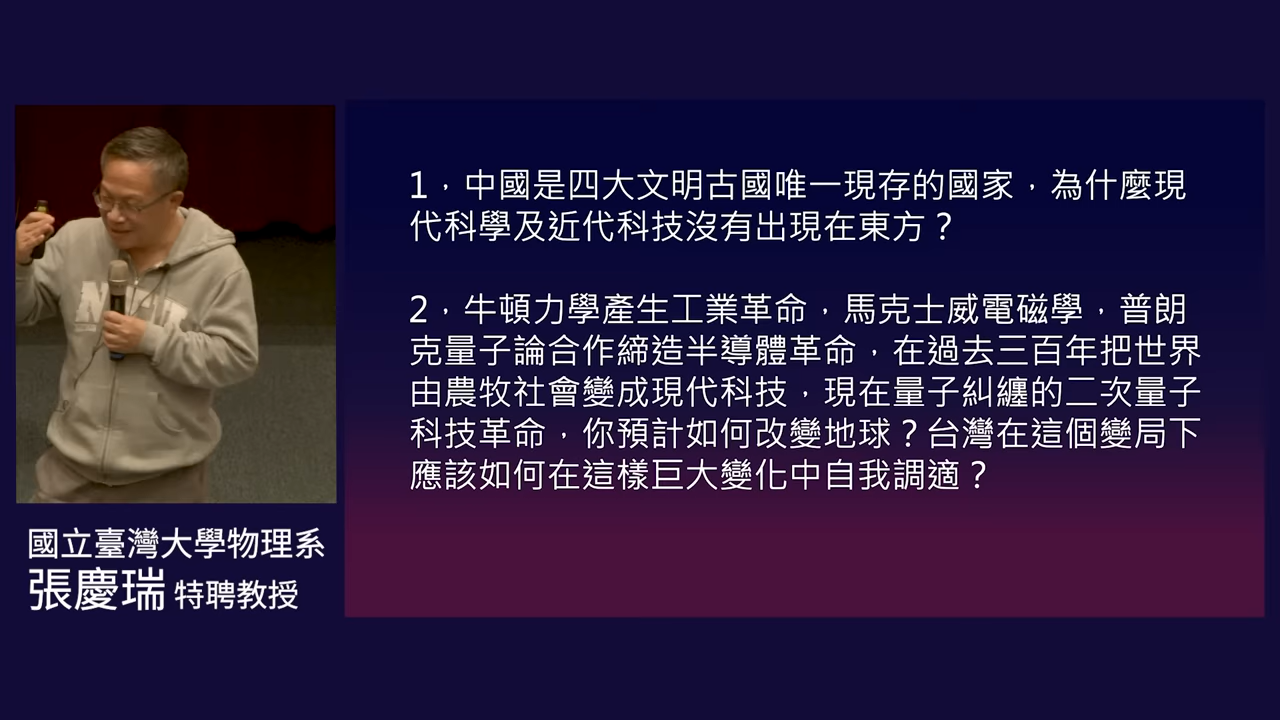 1，中國是四大文明古國唯一現存的國家，為什麼現
代科學及近代科技沒有出現在東方？
2，牛頓力學產生工業革命，馬克士威電磁學，普朗
克量子論合作締造半導體革命，在過去三百年把世界
由農牧社會變成現代科技，現在量子糾纏的二次量子
科技革命，你預計如何改變地球？台灣在這個變局下
應該如何在這樣巨大變化中自我調適？
國立臺灣大學物理系
張慶瑞 特聘教授